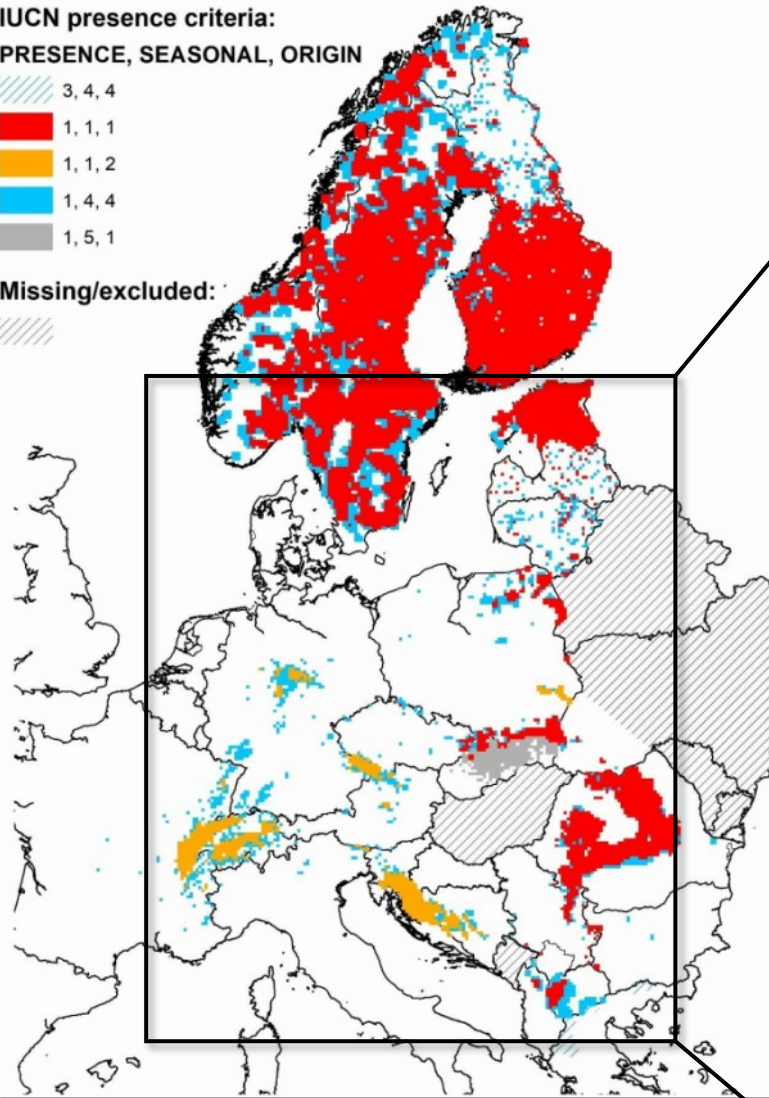 IUCN presence criteria:
PRESENCE, SEASONAL, ORIGIN
3, 4, 4
1, 1, 1
1, 1, 2
1, 4, 4
1, 5, 1
Missing/excluded: